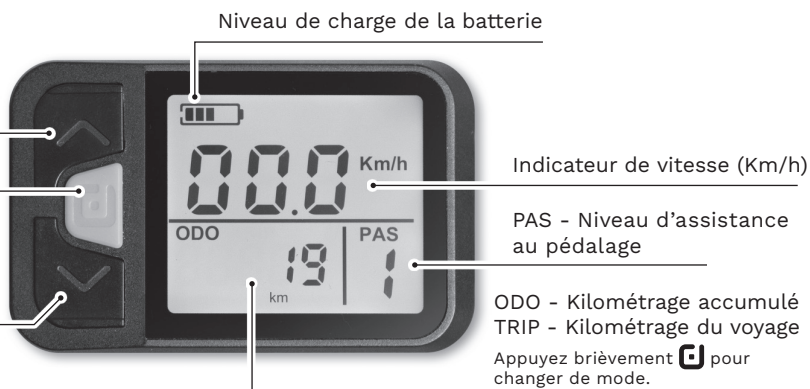 Niveau de charge de la batterie
00.0 Km/h
ODO
19
km
PAS
1
Indicateur de vitesse (Km/h)
PAS - Niveau d'assistance
au pédalage
ODO - Kilométrage accumulé
TRIP - Kilométrage du voyage
Appuyez brièvement pour
changer de mode.